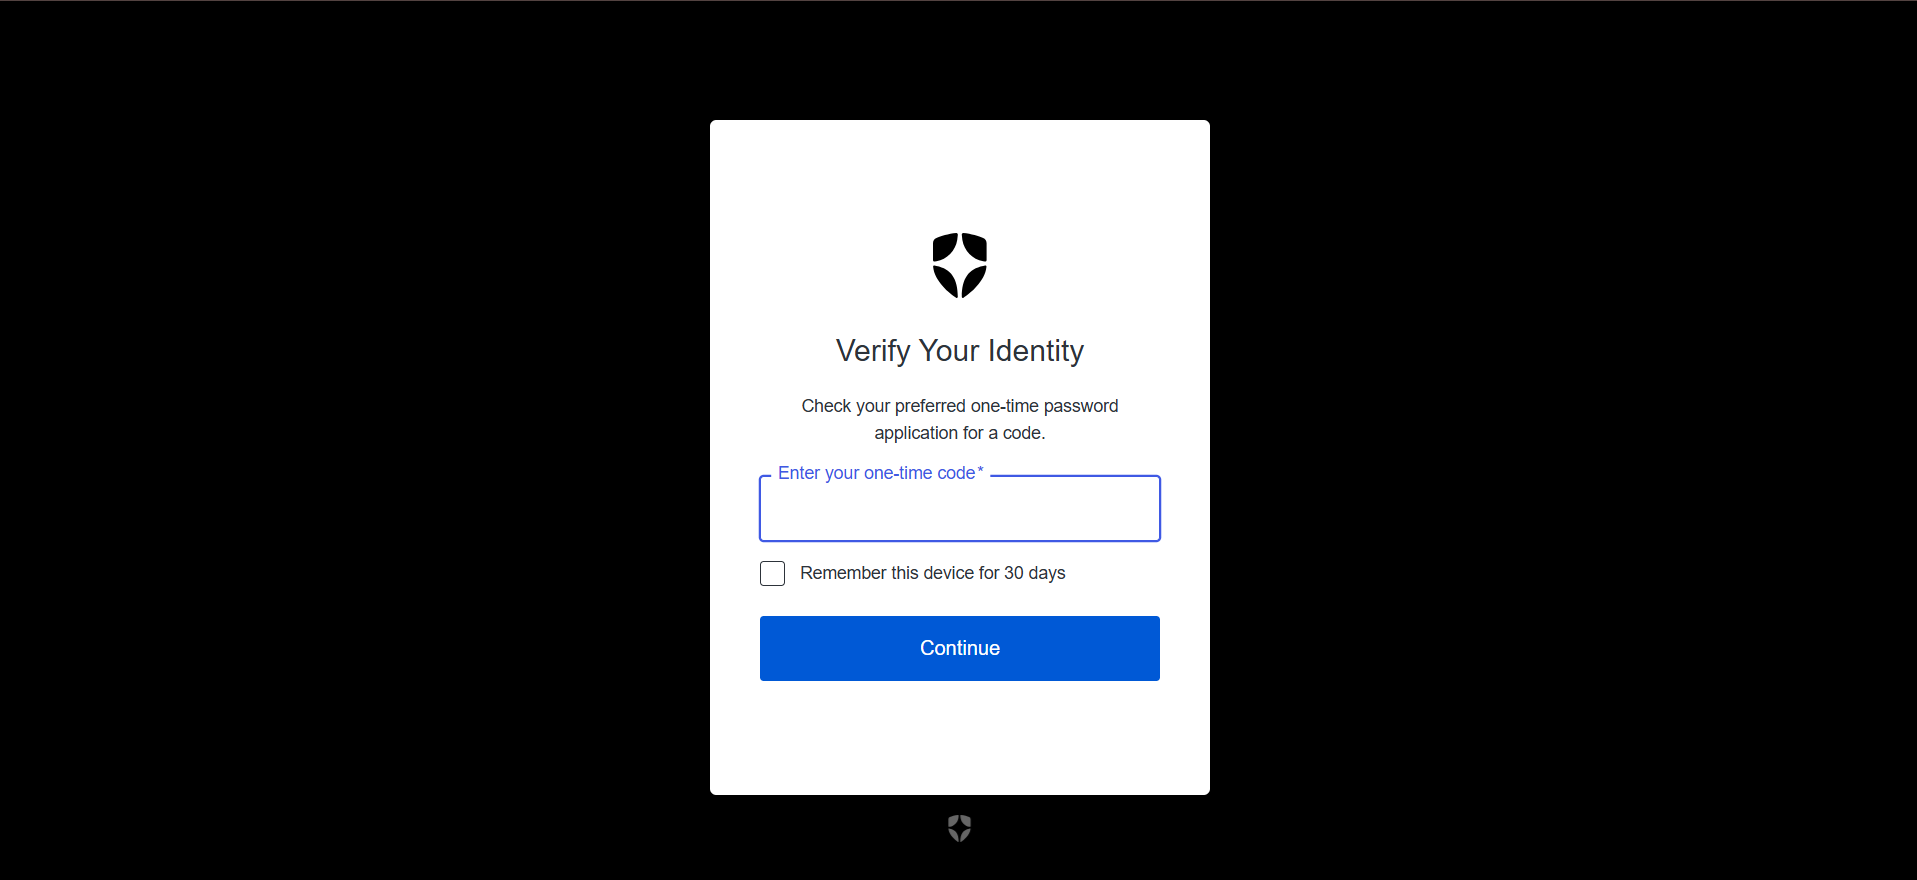 Verify Your Identity
Check your preferred one-time password
application for a code.
Enter your one-time code*
Remember this device for 30 days
Continue